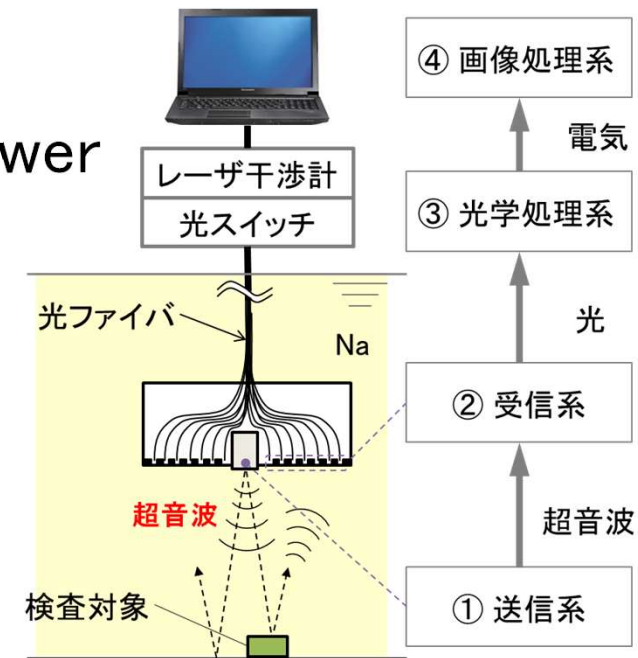 wer
レーザ干渉計
光スイッチ
光ファイバ
Na
超音波
検査対象
④ 画像処理系
電気
③ 光学処理系
光
② 受信系
超音波
① 送信系